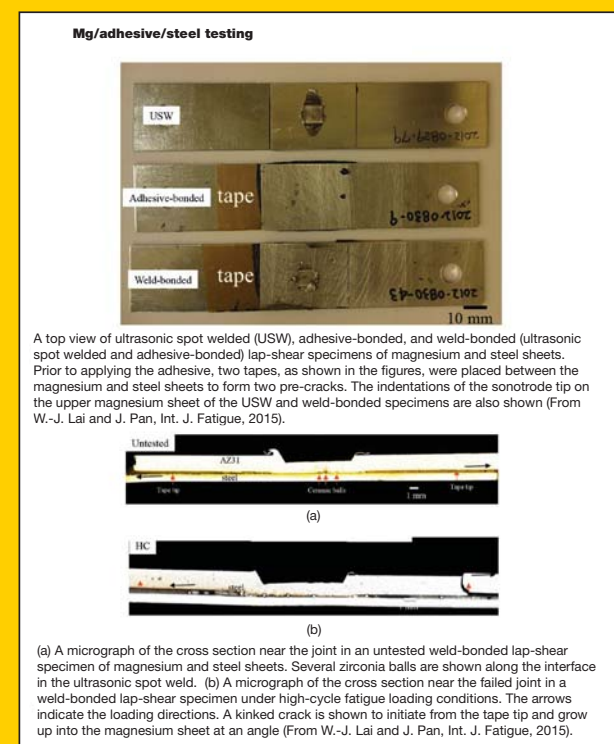 Mg/adhesive/steel testing
USW
2012-0829-79
Adhesive-bonded
tape
2012-0830-9
Weld-bonded
tape
2012-0830-43
10 mm
A top view of ultrasonic spot welded (USW), adhesive-bonded, and weld-bonded (ultrasonic
spot welded and adhesive-bonded) lap-shear specimens of magnesium and steel sheets.
Prior to applying the adhesive, two tapes, as shown in the figures, were placed between the
magnesium and steel sheets to form two pre-cracks. The indentations of the sonotrode tip on
the upper magnesium sheet of the USW and weld-bonded specimens are also shown (From
W.-J. Lai and J. Pan, Int. J. Fatigue, 2015).
Untested
AZ31
steel
Tape tip
Ceramic balls
Tape tip
1 mm
(a)
HC
steel
(b)
(a) A micrograph of the cross section near the joint in an untested weld-bonded lap-shear
specimen of magnesium and steel sheets. Several zirconia balls are shown along the interface
in the ultrasonic spot weld. (b) A micrograph of the cross section near the failed joint in a
weld-bonded lap-shear specimen under high-cycle fatigue loading conditions. The arrows
indicate the loading directions. A kinked crack is shown to initiate from the tape tip and grow
up into the magnesium sheet at an angle (From W.-J. Lai and J. Pan, Int. J. Fatigue, 2015).